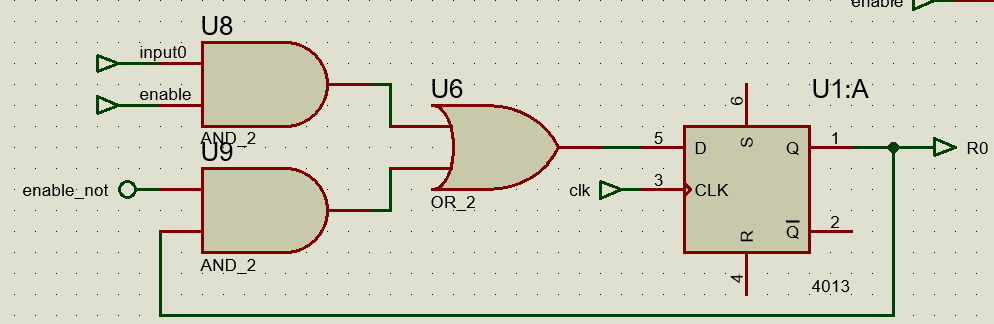 enable
U8
input0
enable
AND_2
U9
enable_not
AND_2
U6
OR_2
clk
U1:A
6
S
5
D
3
CLK
Q
1
Q
2
R
4
4013
R0